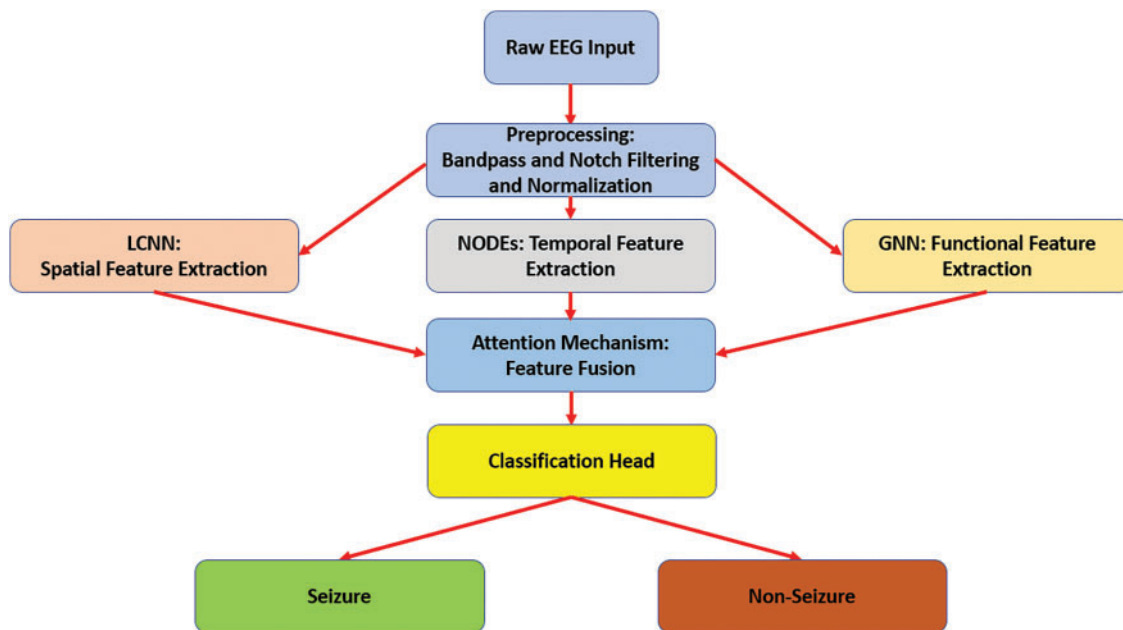 Raw EEG Input
Preprocessing:
Bandpass and Notch Filtering
and Normalization
LCNN:
Spatial Feature Extraction
NODEs: Temporal Feature
Extraction
GNN: Functional Feature
Extraction
Attention Mechanism:
Feature Fusion
Classification Head
Seizure
Non-Seizure